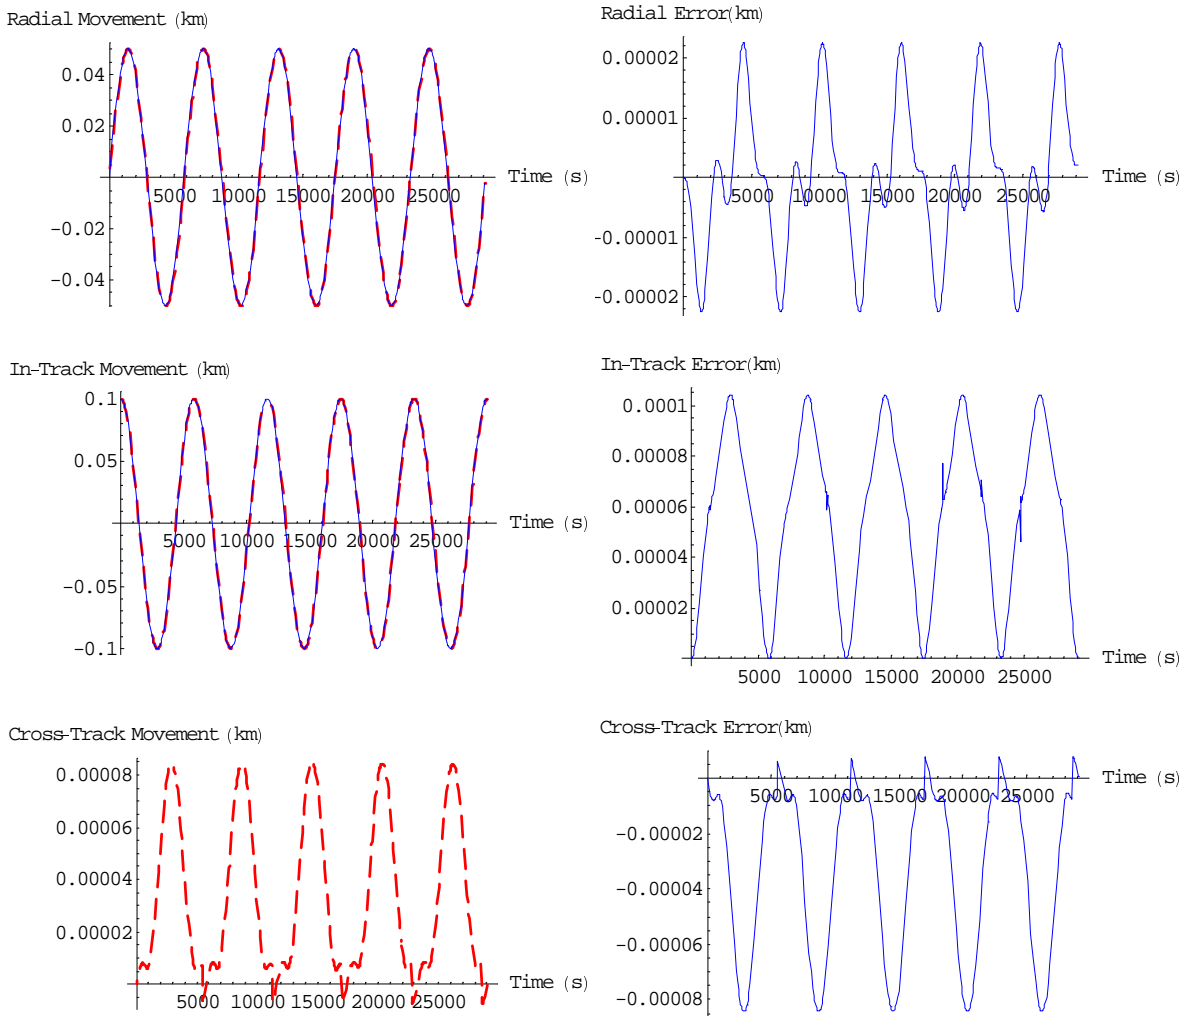 Radial Movement (km)
0.04
0.02
-0.02
-0.04
5000 10000 15000 20000 25000
Time (s)
Radial Error(km)
0.00002
0.00001
-0.00001
-0.00002
5000 10000 15000 20000 25000
Time (s)
In-Track Movement (km)
0.1
0.05
-0.05
-0.1
5000 10000 15000 20000 25000
Time (s)
In-Track Error(km)
0.0001
0.00008
0.00006
0.00004
0.00002
5000 10000 15000 20000 25000
Time (s)
Cross-Track Movement (km)
0.00008
0.00006
0.00004
0.00002
5000 10000 15000 20000 25000
Time (s)
Cross-Track Error(km)
-0.00002
-0.00004
-0.00006
-0.00008
5000 10000 15000 20000 25000
Time (s)